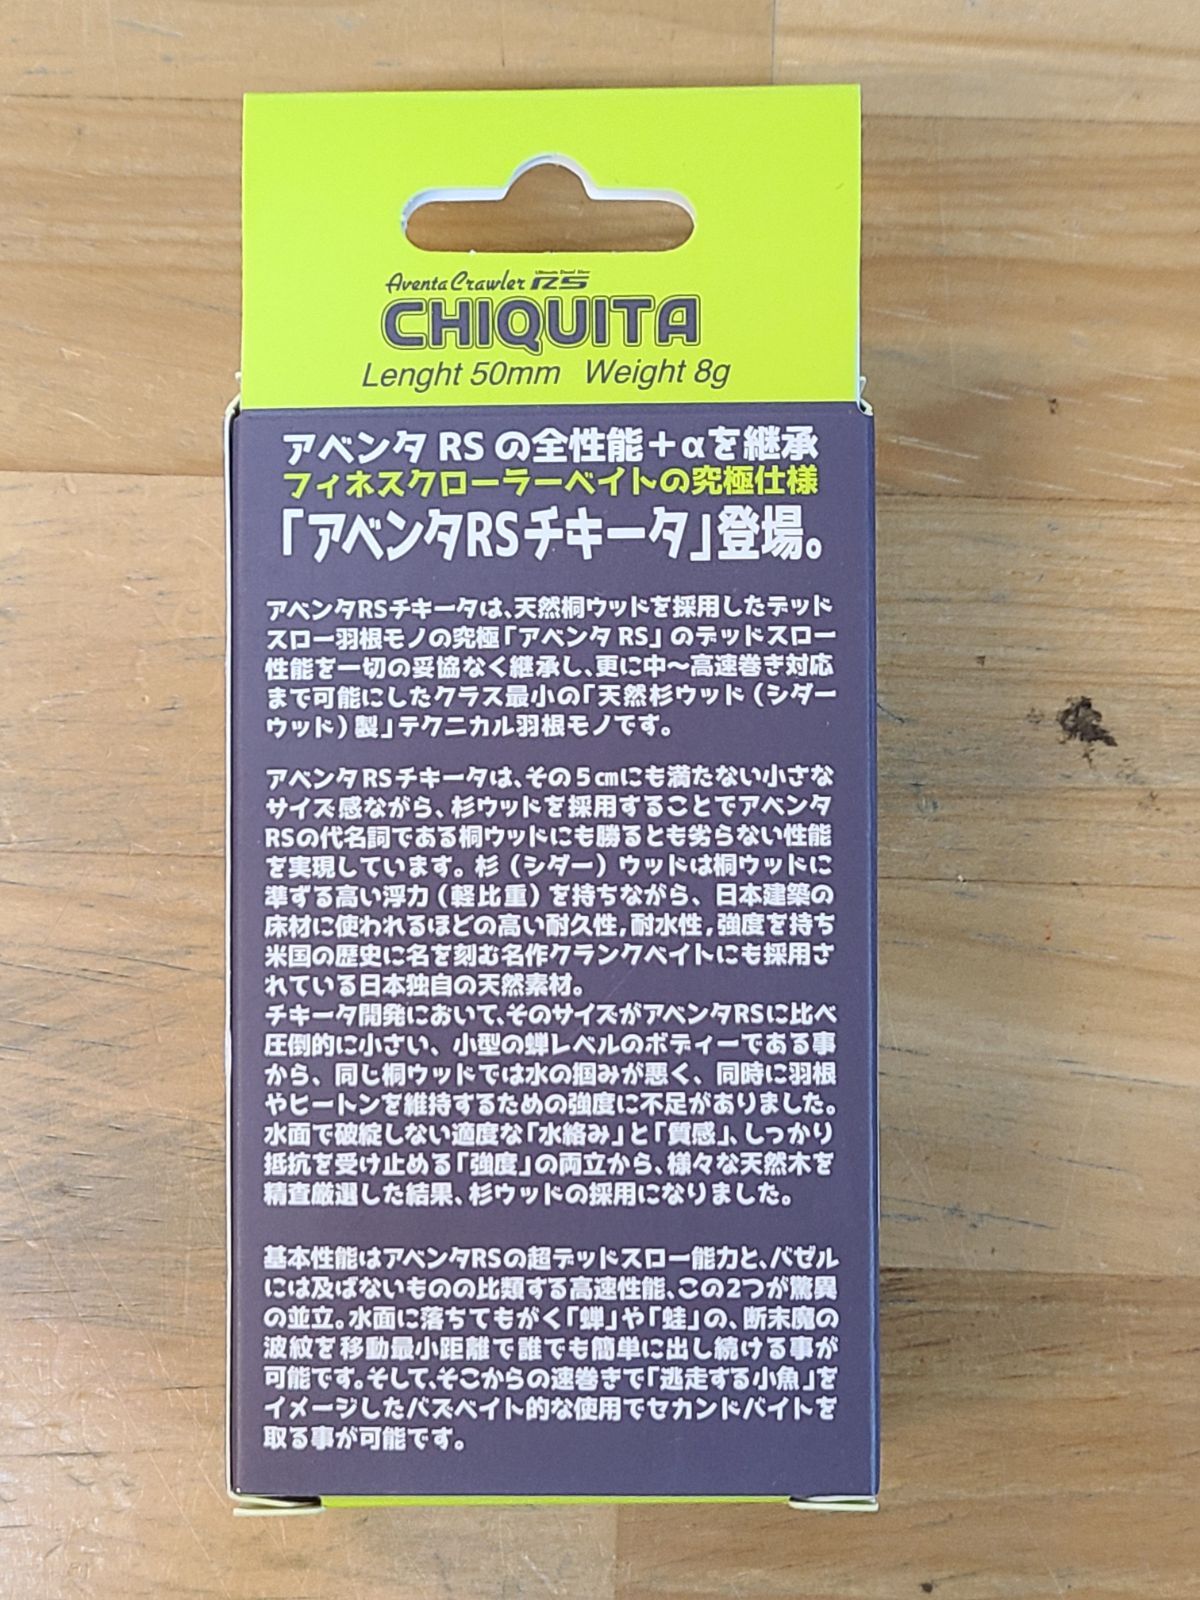 Aventa Crawler RS
CHIQUITA
Lenght 50mm Weight 8g
アベンタ RS の全性能＋αを継承
フィネスクローラーベイトの究極仕様
「アベンタRSチキータ」登場。
アベンタRSチキータは、天然桐ウッドを採用したデッド
スロー羽根モノの究極「アベンタ RS」のデッドスロー
性能を一切の妥協なく継承し、更に中～高速巻き対応
まで可能にしたクラス最小の「天然杉ウッド（シダー
ウッド）製」テクニカル羽根モノです。
アベンタRSチキータは、その5㎝にも満たない小さな
サイズ感ながら、杉ウッドを採用することでアベンタ
RSの代名詞である桐ウッドにも勝るとも劣らない性能
を実現しています。杉（シダー）ウッドは桐ウッドに
準ずる高い浮力（軽比重）を持ちながら、日本建築の
床材に使われるほどの高い耐久性,耐水性,強度を持ち
米国の歴史に名を刻む名作クランクベイトにも採用さ
れている日本独自の天然素材。
チキータ開発において、そのサイズがアベンタRSに比べ
圧倒的に小さい、小型の蝉レベルのボディーである事
から、同じ桐ウッドでは水の掴みが悪く、同時に羽根
やヒートンを維持するための強度に不足がありました。
水面で破綻しない適度な「水絡み」と「質感」、しっかり
抵抗を受け止める「強度」の両立から、様々な天然木を
精査厳選した結果、杉ウッドの採用になりました。
基本性能はアベンタRSの超デッドスロー能力と、バゼル
には及ばないものの比類する高速性能、この2つが驚異
の並立。水面に落ちてもがく「蝉」や「蛙」の、断末魔の
波紋を移動最小距離で誰でも簡単に出し続ける事が
可能です。そして、そこからの速巻きで「逃走する小魚」を
イメージしたバズベイト的な使用でセカンドバイトを
取る事が可能です。